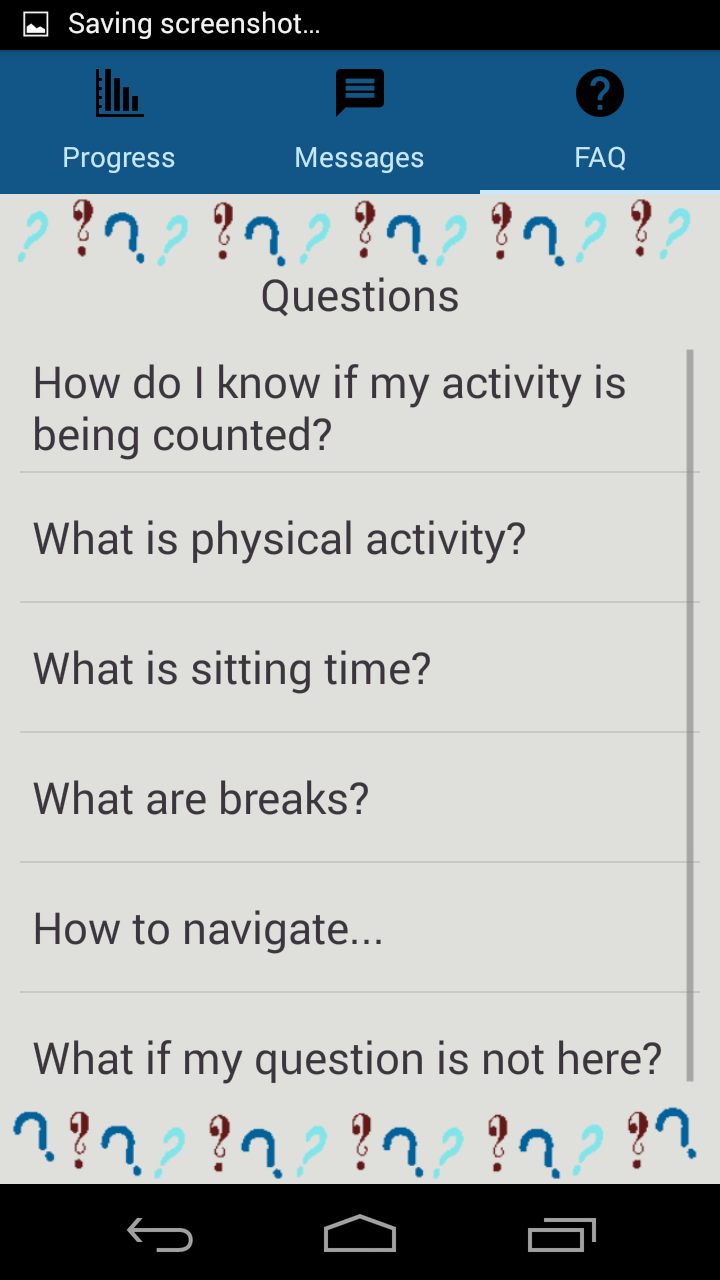 Saving screenshot...
Progress
Messages
FAQ
Questions
How do I know if my activity is
being counted?
What is physical activity?
What is sitting time?
What are breaks?
How to navigate...
What if my question is not here?